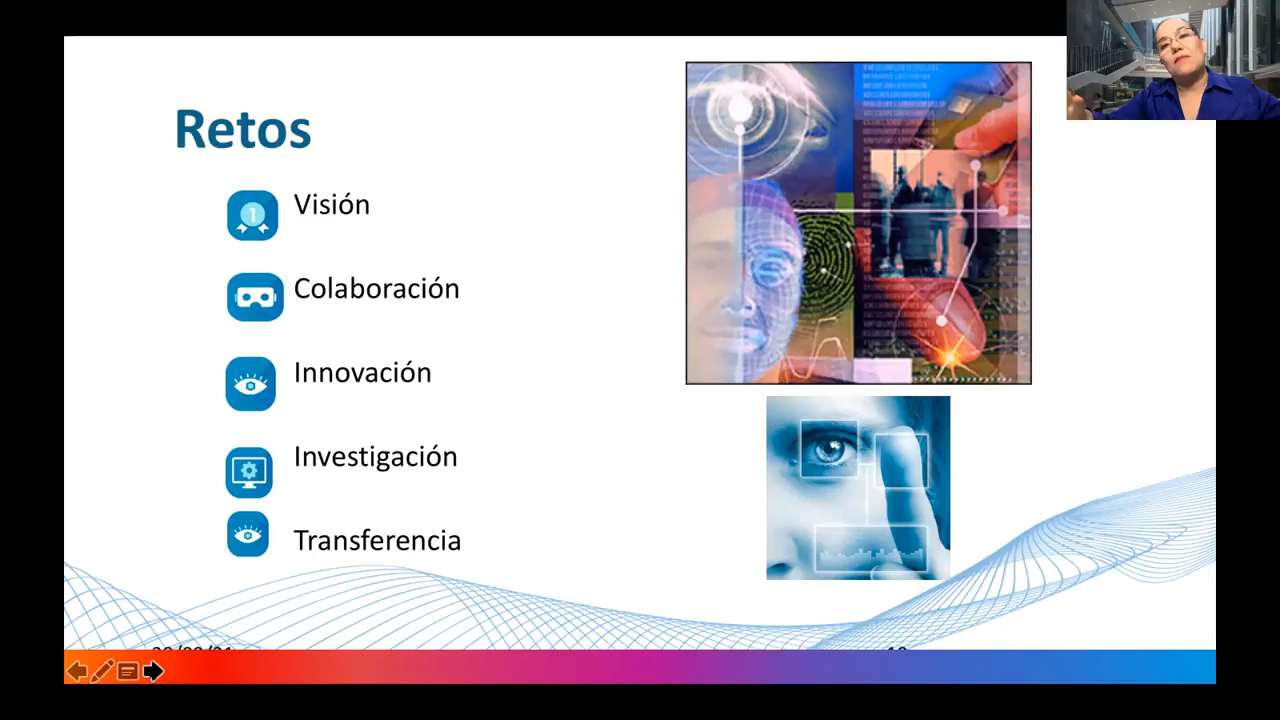 Retos
Visión
Colaboración
Innovación
Investigación
Transferencia